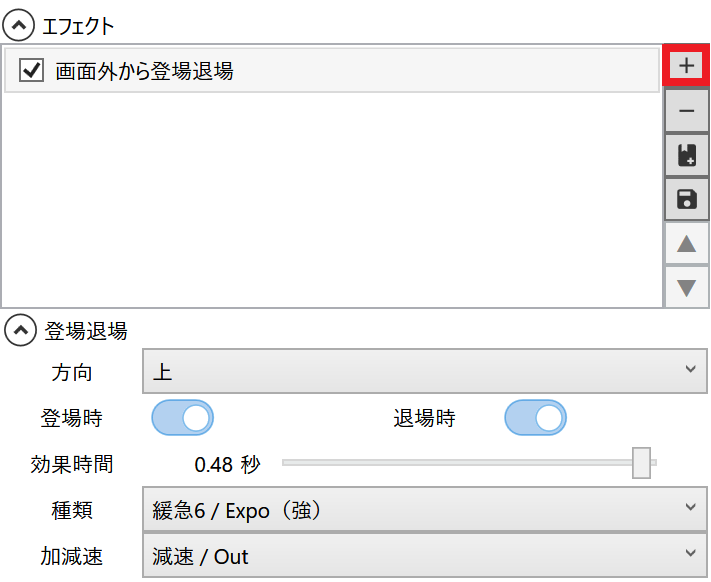 エフェクト
画面外から登場退場
登場退場
方向 上
登場時 退場時
効果時間 0.48 秒
種類 緩急6 / Expo（強）
加減速 減速 / Out